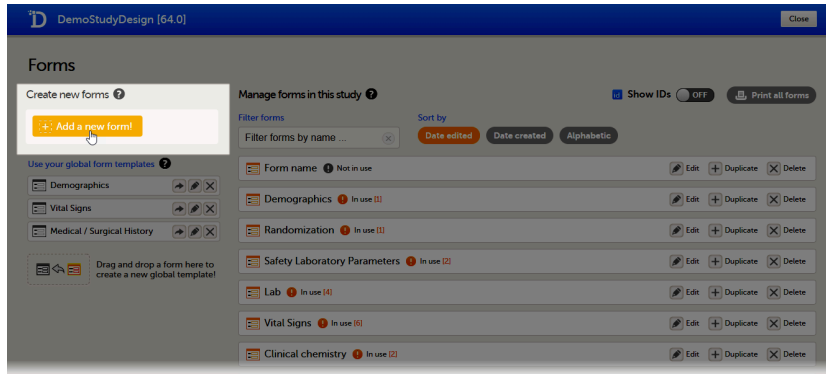 DemoStudyDesign [64.0]
Close
Forms
Create new forms ?
+ Add a new form!
Use your global form templates ?
Demographics
Vital Signs
Medical / Surgical History
Drag and drop a form here to
create a new global template!
Manage forms in this study ?
Show IDs OFF
Print all forms
Filter forms
Sort by
Filter forms by name ...
Date edited Date created Alphabetic
Form name ! Not in use Edit Duplicate Delete
Demographics ! In use [1] Edit Duplicate Delete
Randomization ! In use [1] Edit Duplicate Delete
Safety Laboratory Parameters ! In use [2] Edit Duplicate Delete
Lab ! In use [4] Edit Duplicate Delete
Vital Signs ! In use [6] Edit Duplicate Delete
Clinical chemistry ! In use [2] Edit Duplicate Delete